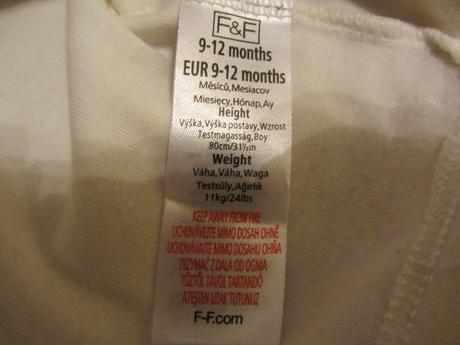 F&F
9-12 months
EUR 9-12 months
Měsíců,Mesiacov
Miesięcy,Hónap,Ay
Height
Výška,Výška postavy,Wzrost
Testmagasság,Boy
80cm/31½in
Weight
Váha,Váha,Waga
Testsúly,Ağırlık
11kg/24lbs
KEEP AWAY FROM FIRE
UCHOVÁVEJTE MIMO DOSAH OHNĚ
UCHOVÁVAJTE MIMO DOSAHU OHŇA
TRZYMAĆ Z DALA OD OGNIA
TŰZTŐL TÁVOL TARTANDÓ
ATEŞTEN UZAK TUTUNUZ
F-F.com